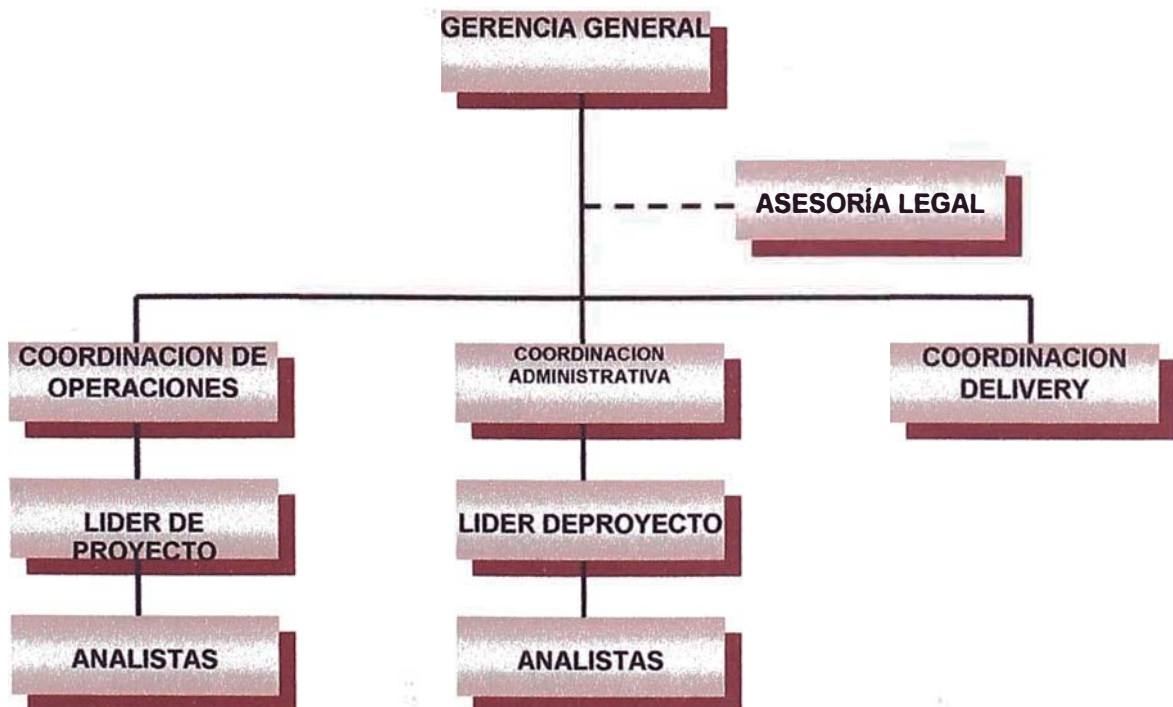 GERENCIA GENERAL
ASESORÍA LEGAL
COORDINACION DE
OPERACIONES
COORDINACION
ADMINISTRATIVA
COORDINACION
DELIVERY
LIDER DE
PROYECTO
LIDER DEPROYECTO
ANALISTAS
ANALISTAS